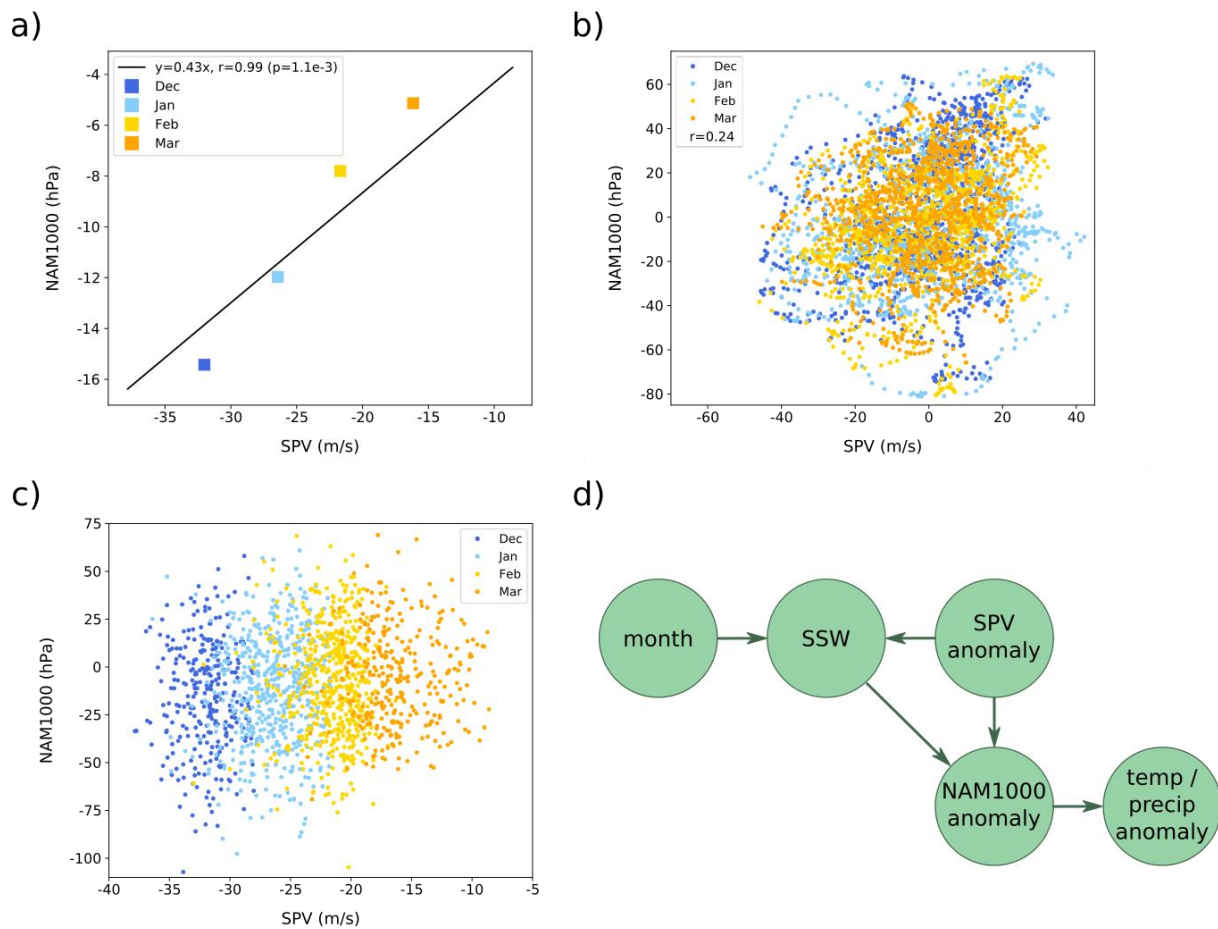 a)
y=0.43x, r=0.99 (p=1.1e-3)
Dec
Jan
Feb
Mar
-4
-6
-8
-10
-12
-14
-16
NAM1000 (hPa)
-35
-30
-25
-20
-15
-10
SPV (m/s)
b)
Dec
Jan
Feb
Mar
r=0.24
60
40
20
0
-20
-40
-60
-80
NAM1000 (hPa)
-60
-40
-20
0
20
40
SPV (m/s)
c)
Dec
Jan
Feb
Mar
75
50
25
0
-25
-50
-75
-100
NAM1000 (hPa)
-40
-35
-30
-25
-20
-15
-10
-5
SPV (m/s)
d)
month
SSW
SPV
anomaly
NAM1000
anomaly
temp /
precip
anomaly